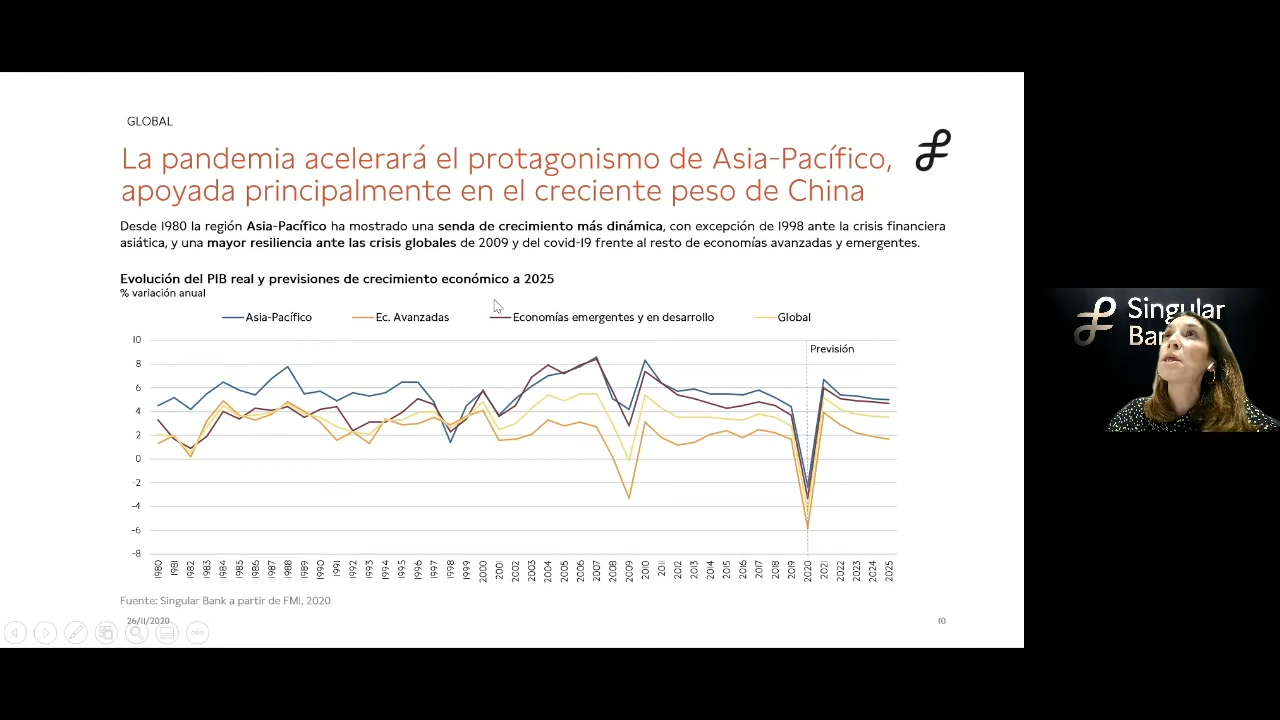 GLOBAL
La pandemia acelerará el protagonismo de Asia-Pacífico,
apoyada principalmente en el creciente peso de China
Desde 1980 la región Asia-Pacífico ha mostrado una senda de crecimiento más dinámica, con excepción de 1998 ante la crisis financiera
asiática, y una mayor resiliencia ante las crisis globales de 2009 y del covid-19 frente al resto de economías avanzadas y emergentes.
Evolución del PIB real y previsiones de crecimiento económico a 2025
% variación anual
Asia-Pacífico Ec. Avanzadas Economías emergentes y en desarrollo Global
Previsión
10
8
6
4
2
0
-2
-4
-6
-8
1980 1981 1982 1983 1984 1985 1986 1987 1988 1989 1990 1991 1992 1993 1994 1995 1996 1997 1998 1999 2000 2001 2002 2003 2004 2005 2006 2007 2008 2009 2010 2011 2012 2013 2014 2015 2016 2017 2018 2019 2020 2021 2022 2023 2024 2025
Fuente: Singular Bank a partir de FMI, 2020
26/11/2020
10
Singular
Ban